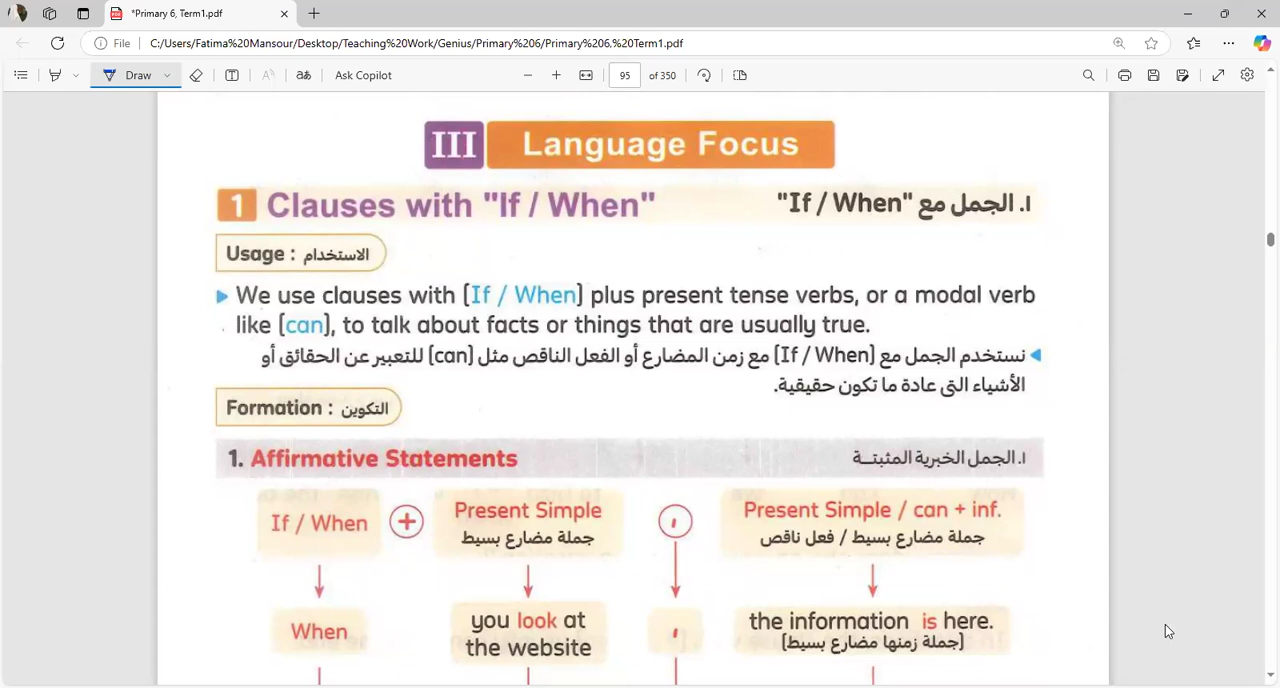 *Primary 6, Term1.pdf
File C:/Users/Fatima%20Mansour/Desktop/Teaching%20Work/Genius/Primary%206/Primary%206,%20Term1.pdf
Draw Ask Copilot 95 of 350
III Language Focus
1 Clauses with "If / When" ١. الجمل مع "If / When"
Usage : الاستخدام
We use clauses with (If / When) plus present tense verbs, or a modal verb
like (can), to talk about facts or things that are usually true.
نستخدم الجمل مع (If / When) مع زمن المضارع أو الفعل الناقص مثل (can) للتعبير عن الحقائق أو
الأشياء التى عادة ما تكون حقيقية.
Formation : التكوين
1. Affirmative Statements ١. الجمل الخبرية المثبتـة
If / When + Present Simple , Present Simple / can + inf.
جملة مضارع بسيط جملة مضارع بسيط / فعل ناقص
When you look at , the information is here.
the website (جملة زمنها مضارع بسيط)